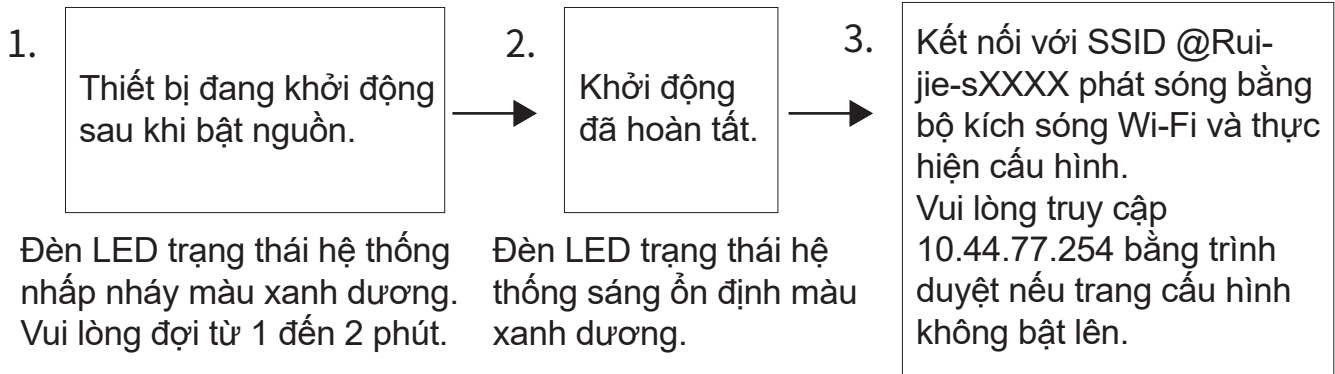 1.
Thiết bị đang khởi động
sau khi bật nguồn.
Đèn LED trạng thái hệ thống
nhấp nháy màu xanh dương.
Vui lòng đợi từ 1 đến 2 phút.
2.
Khởi động
đã hoàn tất.
Đèn LED trạng thái hệ
thống sáng ổn định màu
xanh dương.
3.
Kết nối với SSID @Rui-
jie-sXXXX phát sóng bằng
bộ kích sóng Wi-Fi và thực
hiện cấu hình.
Vui lòng truy cập
10.44.77.254 bằng trình
duyệt nếu trang cấu hình
không bật lên.